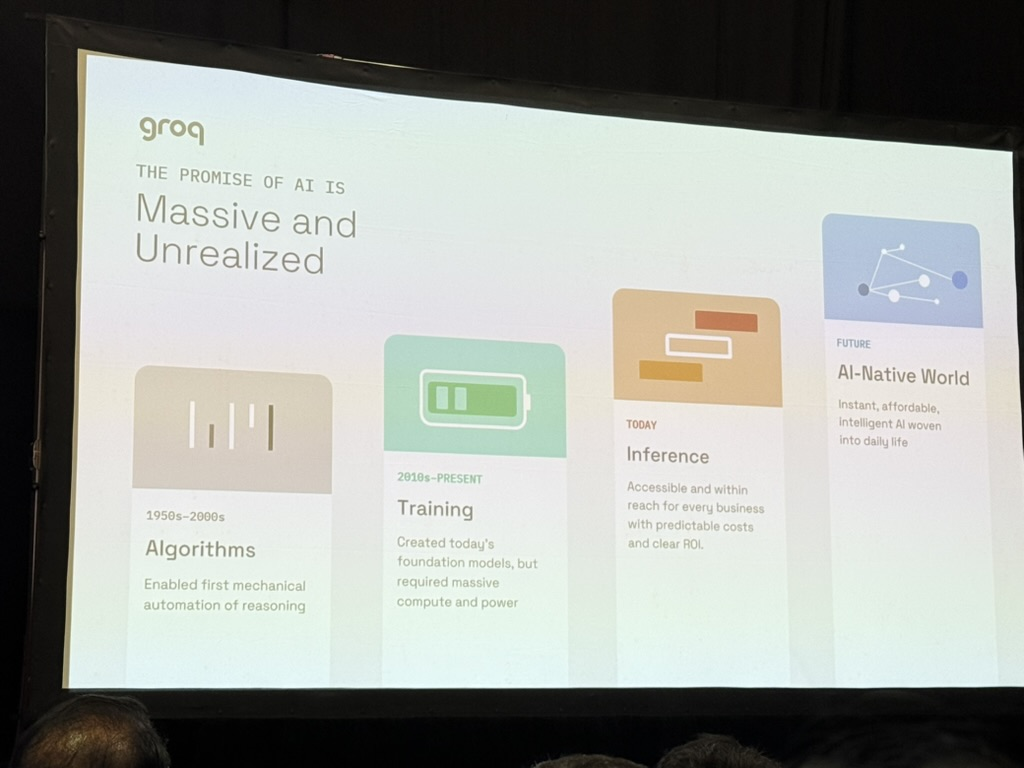 groq
THE PROMISE OF AI IS
Massive and
Unrealized
1950s–2000s
Algorithms
Enabled first mechanical
automation of reasoning
2010s–PRESENT
Training
Created today's
foundation models, but
required massive
compute and power
TODAY
Inference
Accessible and within
reach for every business
with predictable costs
and clear ROI.
FUTURE
AI-Native World
Instant, affordable,
intelligent AI woven
into daily life